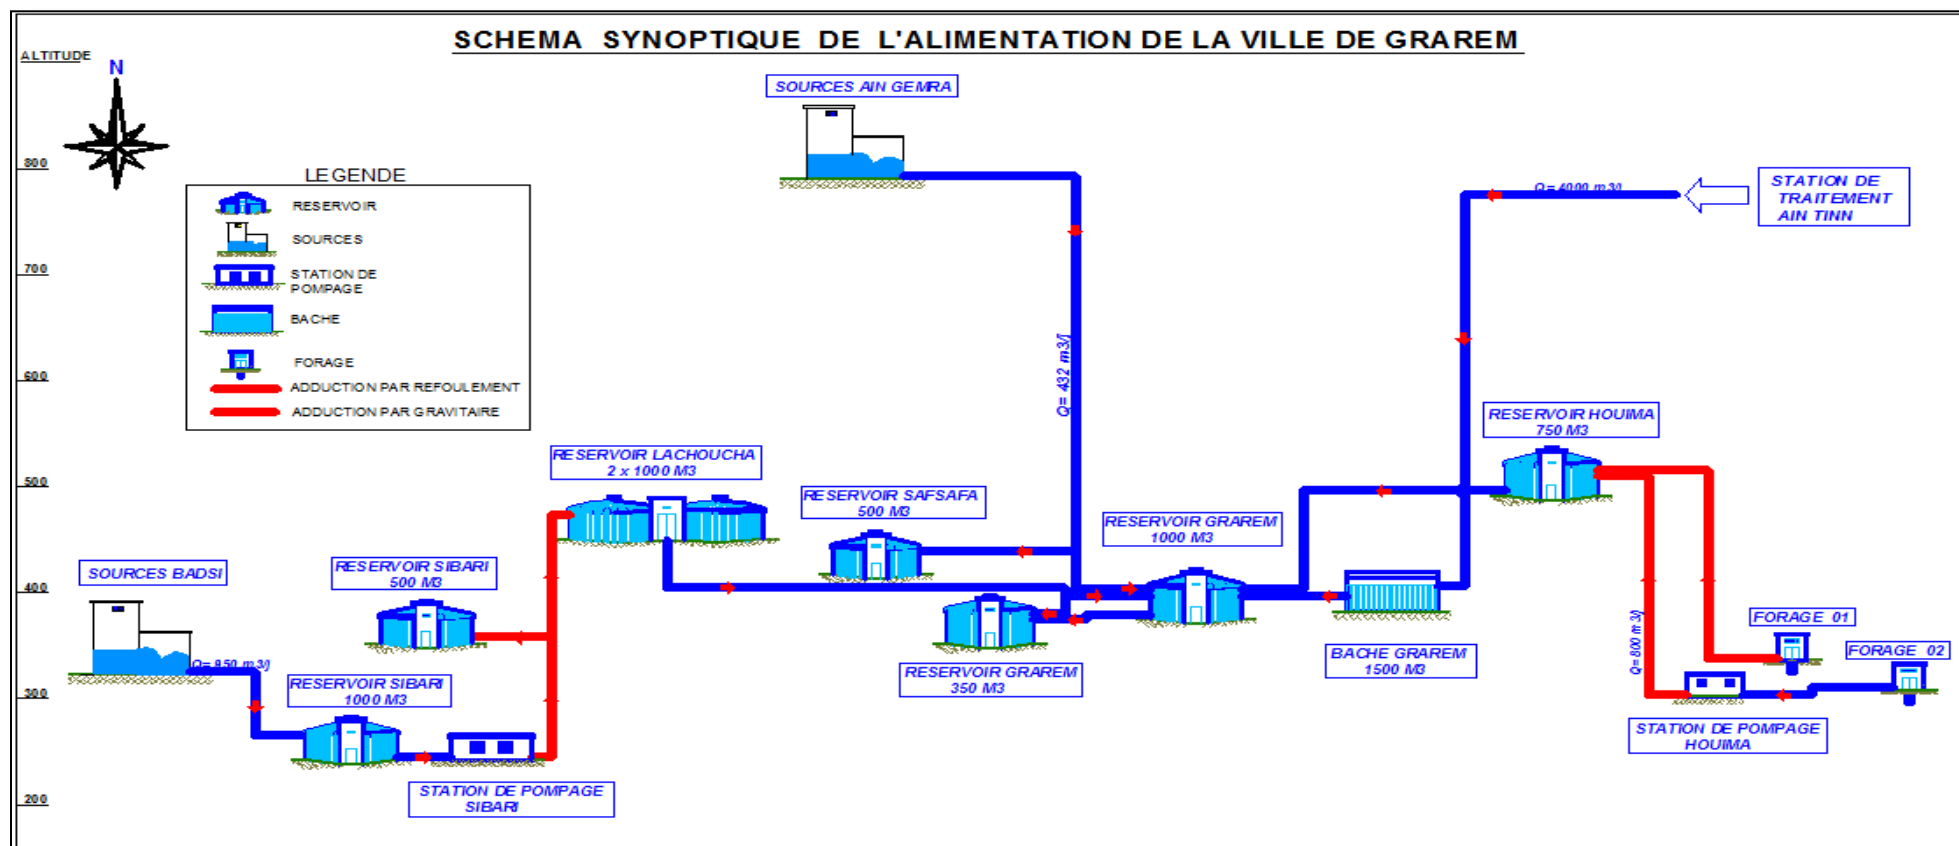 SCHEMA SYNOPTIQUE DE L'ALIMENTATION DE LA VILLE DE GRAREM
ALTITUDE
N
800
700
600
500
400
300
200
LEGENDE
RESERVOIR
SOURCES
STATION DE
POMPAGE
BACHE
FORAGE
ADDUCTION PAR REFOULEMENT
ADDUCTION PAR GRAVITAIRE
SOURCES AIN GEMRA
Q= 432 m3/j
Q= 4000 m3/j
STATION DE
TRAITEMENT
AIN TINN
RESERVOIR HOUIMA
750 M3
RESERVOIR LACHOUCHA
2 x 1000 M3
RESERVOIR SAFSAFA
500 M3
RESERVOIR GRAREM
1000 M3
SOURCES BADSI
Q= 950 m3/j
RESERVOIR SIBARI
500 M3
RESERVOIR SIBARI
1000 M3
STATION DE POMPAGE
SIBARI
RESERVOIR GRAREM
350 M3
BACHE GRAREM
1500 M3
Q= 800 m3/j
FORAGE 01
FORAGE 02
STATION DE POMPAGE
HOUIMA